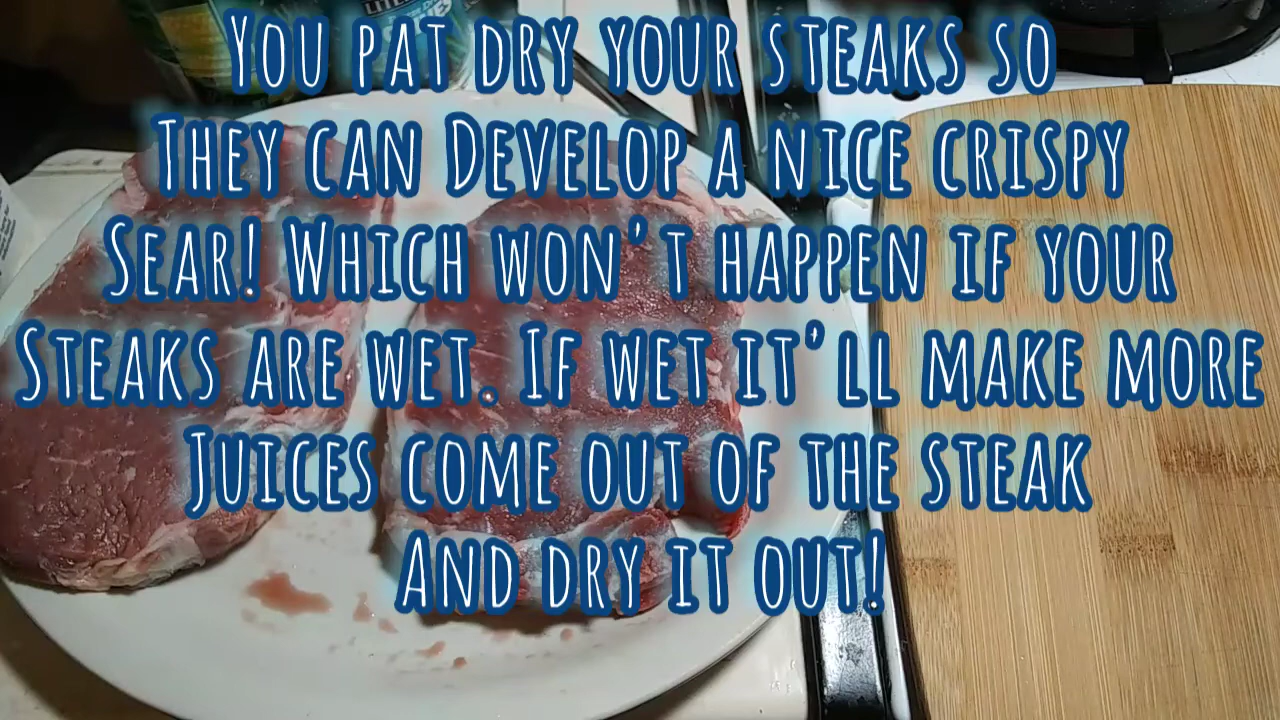 LITE
You pat dry your steaks so
They can Develop a nice crispy
Sear! Which won't happen if your
Steaks are wet. If wet it'll make more
Juices come out of the steak
And dry it out!